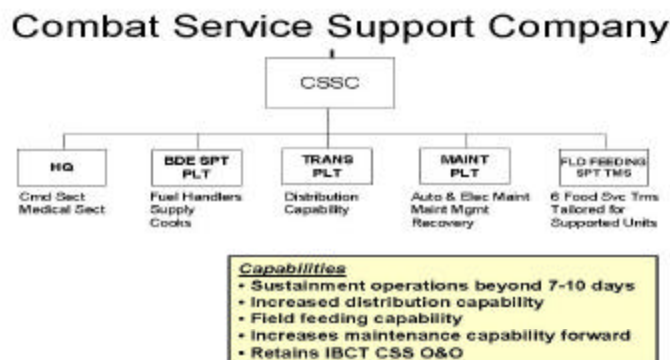 Combat Service Support Company
CSSC
HQ
Cmd Sect
Medical Sect
BDE SPT
PLT
Fuel Handlers
Supply
Cooks
TRANS
PLT
Distribution
Capability
MAINT
PLT
Auto & Elec Maint
Maint Mgmt
Recovery
FLD FEEDING
SPT TMS
6 Food Svc Tms
Tailored for
Supported Units
Capabilities
• Sustainment operations beyond 7-10 days
• Increased distribution capability
• Field feeding capability
• Increases maintenance capability forward
• Retains IBCT CSS O&O